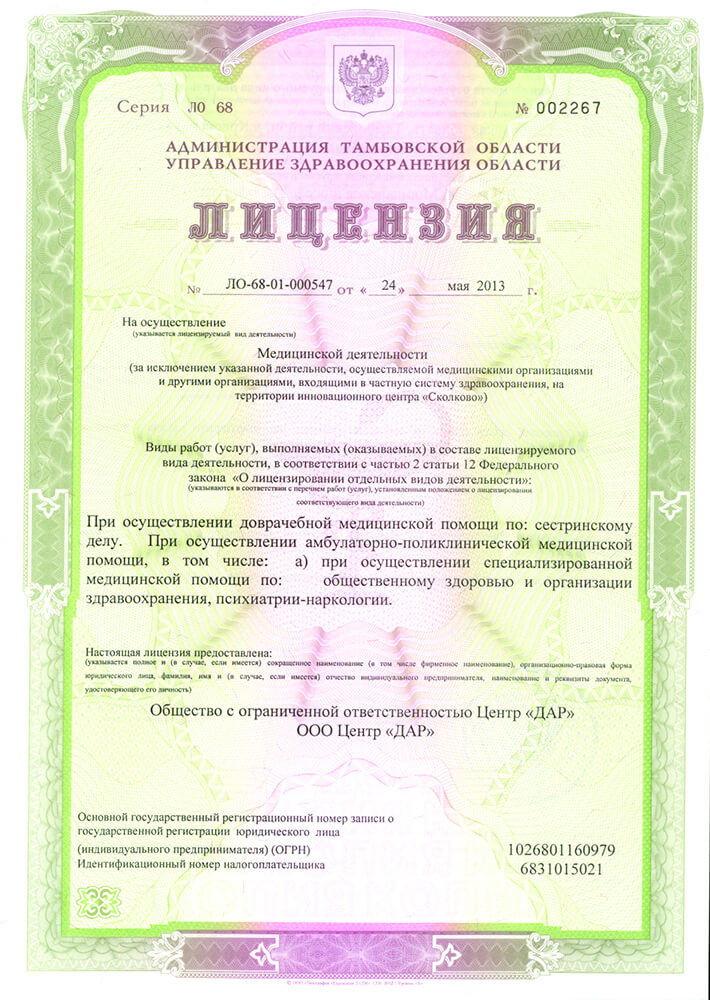 Серия ЛО 68 № 002267
АДМИНИСТРАЦИЯ ТАМБОВСКОЙ ОБЛАСТИ
УПРАВЛЕНИЕ ЗДРАВООХРАНЕНИЯ ОБЛАСТИ
ЛИЦЕНЗИЯ
№ ЛО-68-01-000547 от « 24 » мая 2013 г.
На осуществление
(указывается лицензируемый вид деятельности)
Медицинской деятельности
(за исключением указанной деятельности, осуществляемой медицинскими организациями
и другими организациями, входящими в частную систему здравоохранения, на
территории инновационного центра «Сколково»)
Виды работ (услуг), выполняемых (оказываемых) в составе лицензируемого
вида деятельности, в соответствии с частью 2 статьи 12 Федерального
закона «О лицензировании отдельных видов деятельности»:
(указываются в соответствии с перечнем работ (услуг), установленным положением о лицензировании
соответствующего вида деятельности)
При осуществлении доврачебной медицинской помощи по: сестринскому
делу. При осуществлении амбулаторно-поликлинической медицинской
помощи, в том числе: а) при осуществлении специализированной
медицинской помощи по: общественному здоровью и организации
здравоохранения, психиатрии-наркологии.
Настоящая лицензия предоставлена:
(указывается полное и (в случае, если имеется) сокращенное наименование (в том числе фирменное наименование), организационно-правовая форма
юридического лица, фамилия, имя и (в случае, если имеется) отчество индивидуального предпринимателя, наименование и реквизиты документа,
удостоверяющего его личность)
Общество с ограниченной ответственностью Центр «ДАР»
ООО Центр «ДАР»
Основной государственный регистрационный номер записи о
государственной регистрации юридического лица
(индивидуального предпринимателя) (ОГРН) 1026801160979
Идентификационный номер налогоплательщика 6831015021